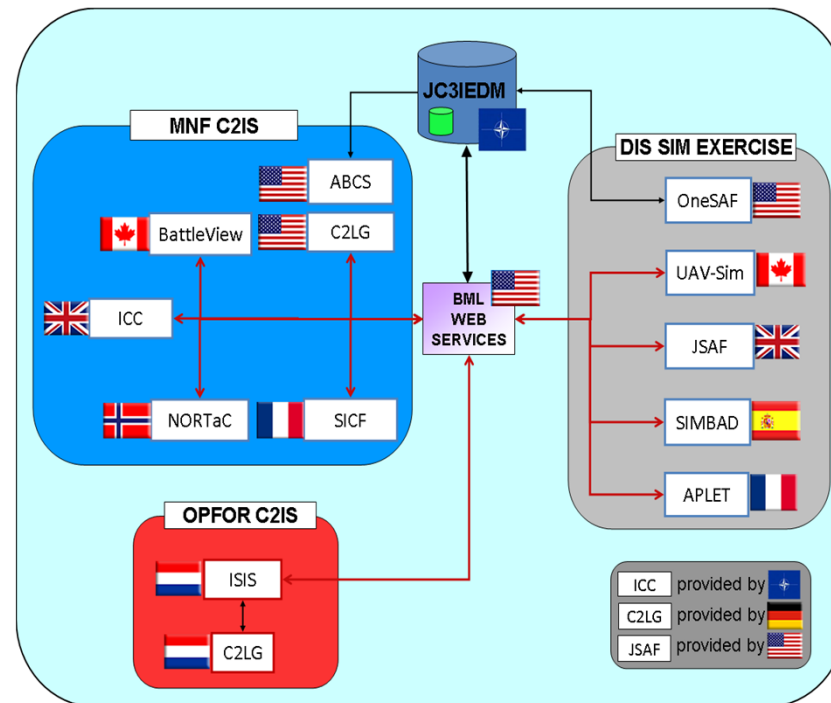 JC3IEDM
MNF C2IS
ABCS
BattleView
C2LG
ICC
NORTaC
SICF
BML
WEB
SERVICES
DIS SIM EXERCISE
OneSAF
UAV-Sim
JSAF
SIMBAD
APLET
OPFOR C2IS
ISIS
C2LG
ICC provided by
C2LG provided by
JSAF provided by